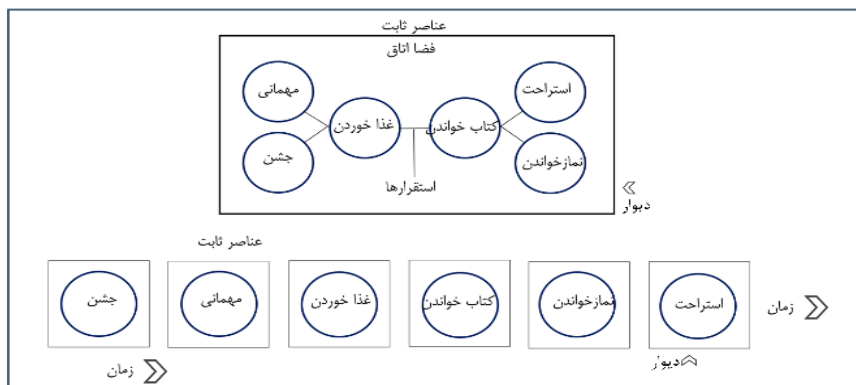 عناصر ثابت
فضا اتاق
استراحت
مهمانی
کتاب خواندن
غذا خوردن
نمازخواندن
جشن
استقرارها
دیوار
عناصر ثابت
زمان
استراحت
نمازخواندن
کتاب خواندن
غذا خوردن
مهمانی
جشن
دیوار
زمان